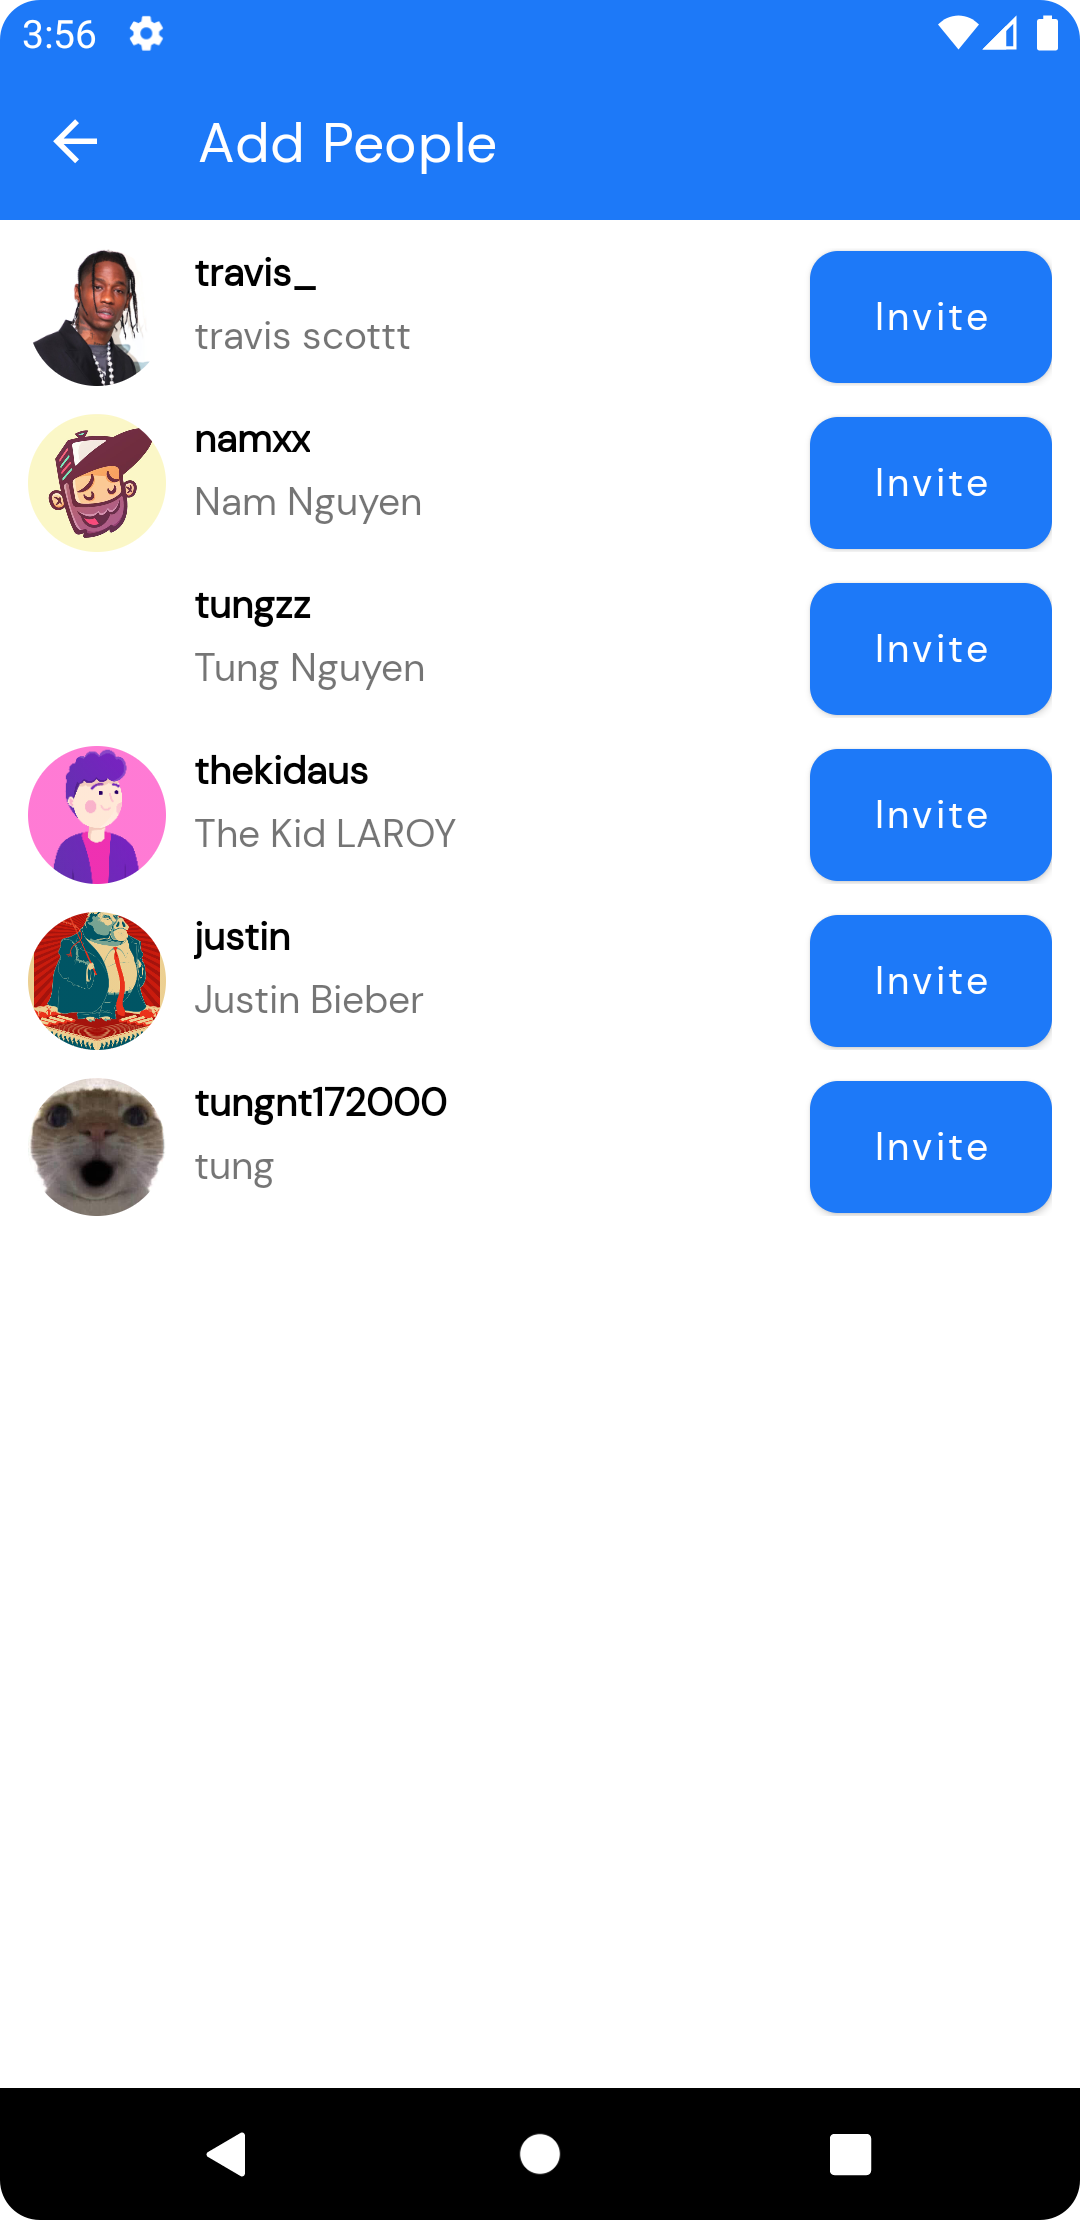 3:56
Add People
travis_
travis scottt
Invite
namxx
Nam Nguyen
Invite
tungzz
Tung Nguyen
Invite
thekidaus
The Kid LAROY
Invite
justin
Justin Bieber
Invite
tungnt172000
tung
Invite